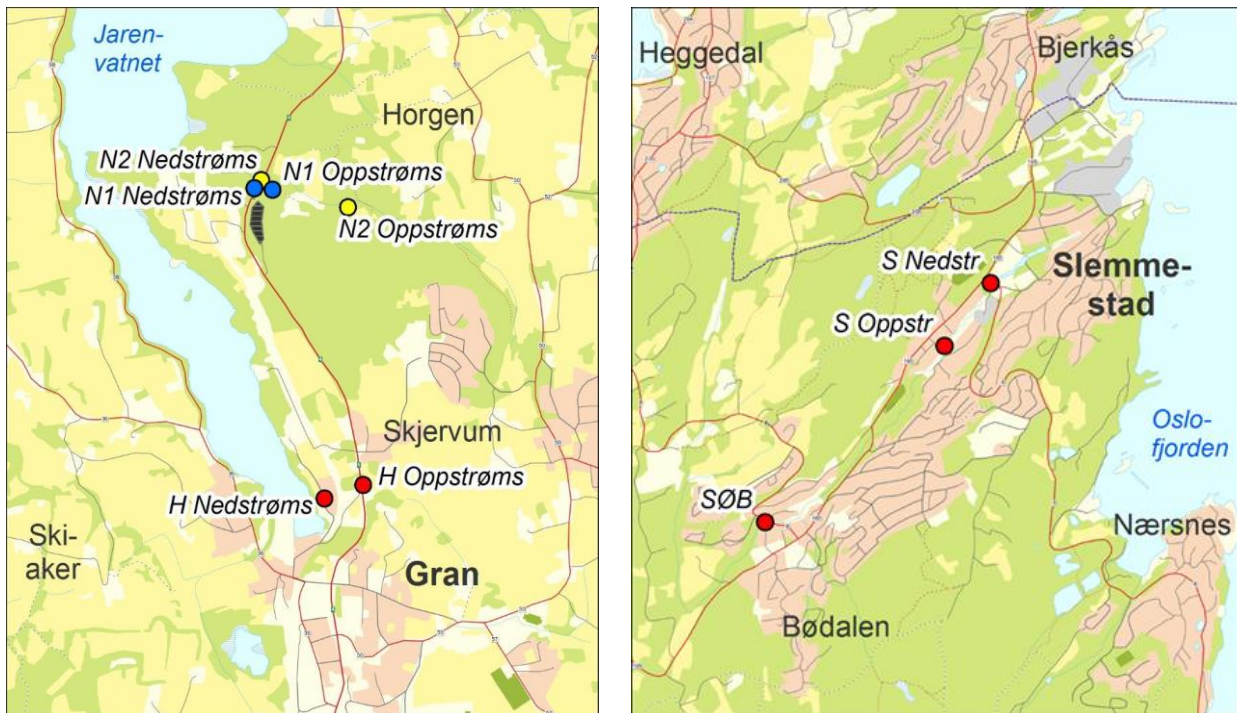 Jaren-
vatnet
Horgen
N2 Nedstrøms
N1 Oppstrøms
N1 Nedstrøms
N2 Oppstrøms
Skjervum
H Oppstrøms
H Nedstrøms
Ski-
aker
Gran
Heggedal
Bjerkås
S Nedstr
Slemme-
stad
S Oppstr
Oslo-
fjorden
SØB
Nærsnes
Bødalen